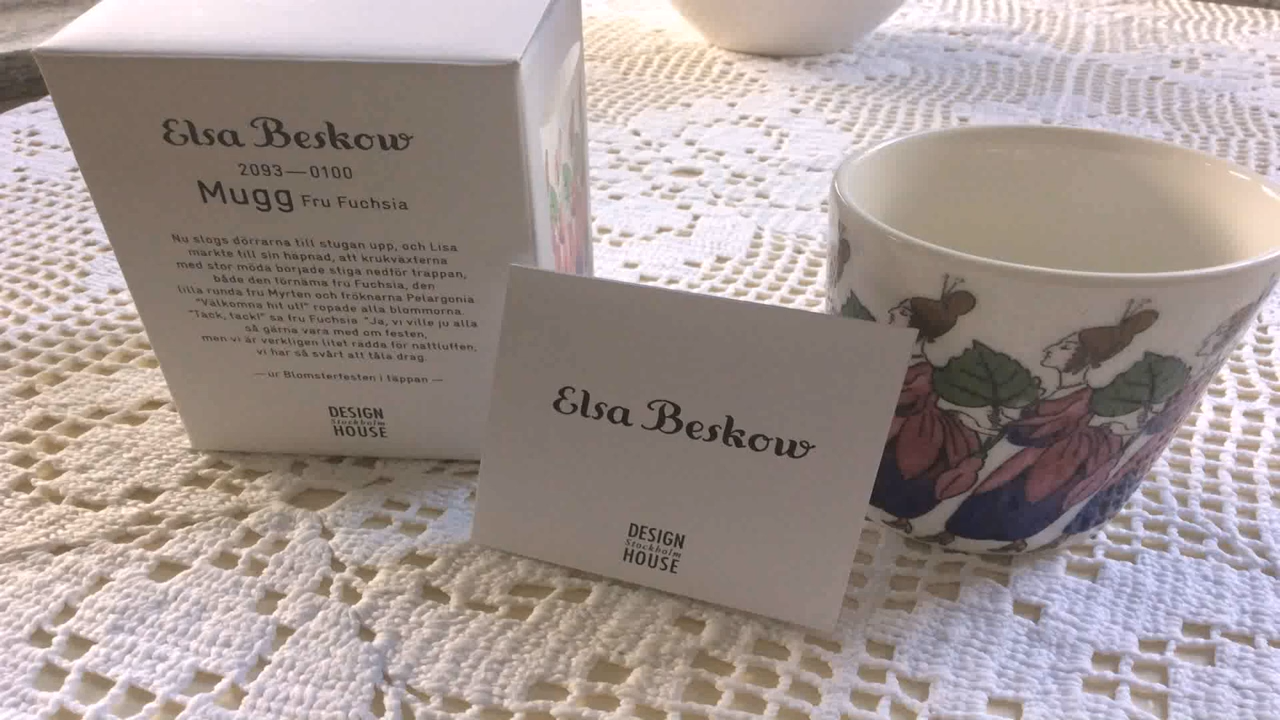 Elsa Beskow
2093—0100
Mugg Fru Fuchsia
Nu slogs dörrarna till stugan upp, och Lisa
märkte till sin häpnad, att krukväxterna
med stor möda började stiga nedför trappan,
både den förnäma fru Fuchsia, den
lilla runda fru Myrten och fröknarna Pelargonia.
"Välkomna hit ut!" ropade alla blommorna.
"Tack, tack!" sa fru Fuchsia "Ja, vi ville ju alla
så gärna vara med om festen,
men vi är verkligen litet rädda för nattluften,
vi har så svårt att tåla drag.
—ur Blomsterfesten i täppan —
DESIGN
Stockholm
HOUSE
Elsa Beskow
DESIGN
Stockholm
HOUSE